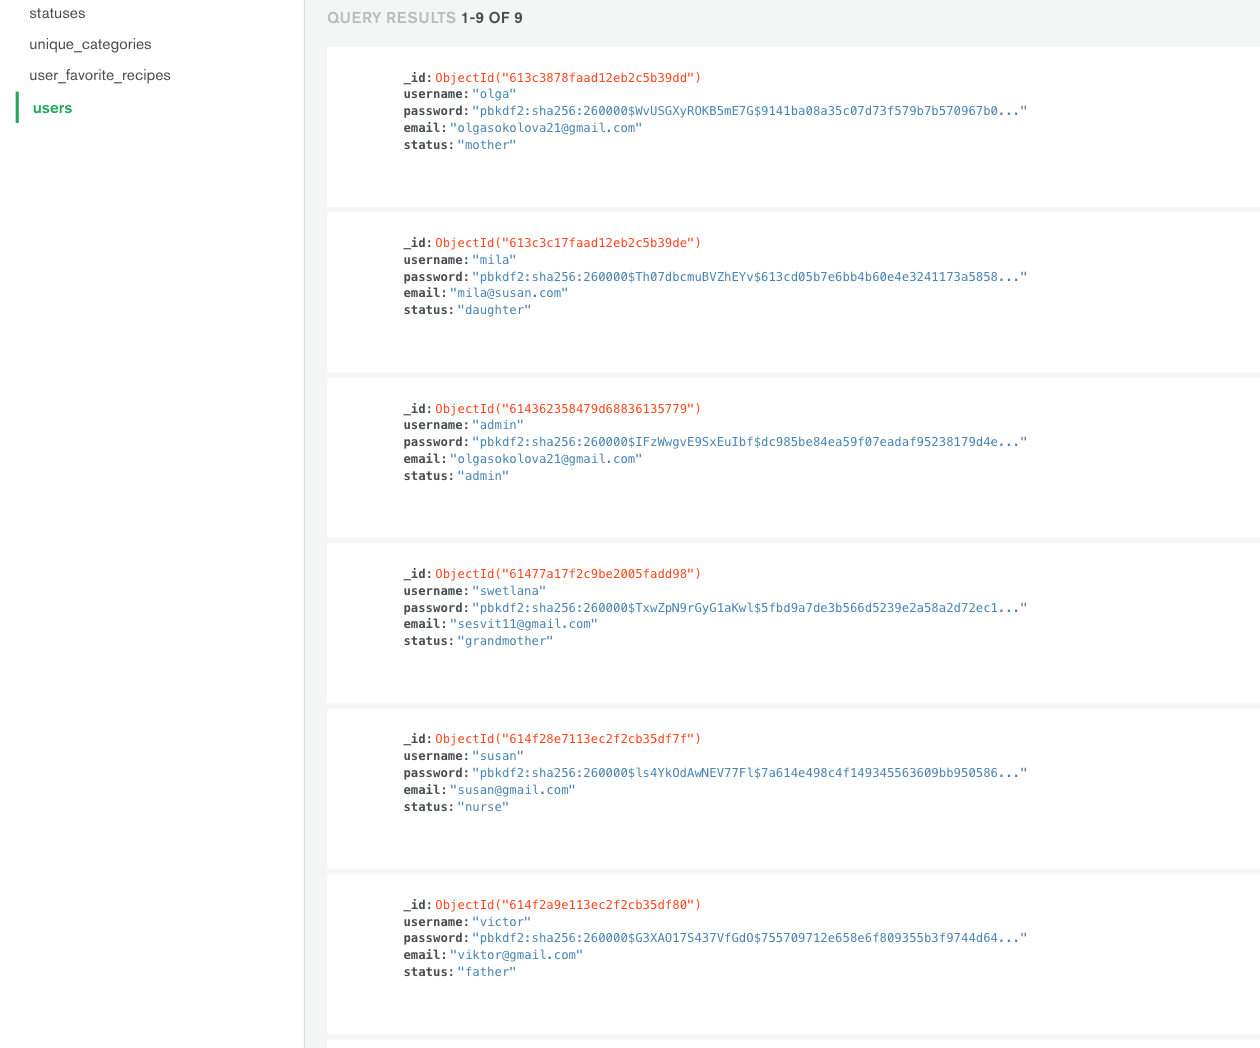 statuses
unique_categories
user_favorite_recipes
users
QUERY RESULTS 1-9 OF 9
_id: ObjectId("613c3878faad12eb2c5b39dd")
username: "olga"
password: "pbkdf2:sha256:260000$WvUSGXyROKB5mE7G$9141ba08a35c07d73f579b7b570967b0..."
email: "olgasokolova21@gmail.com"
status: "mother"
_id: ObjectId("613c3c17faad12eb2c5b39de")
username: "mila"
password: "pbkdf2:sha256:260000$Th07dbcmuBVZhEYv$613cd05b7e6bb4b60e4e3241173a5858..."
email: "mila@susan.com"
status: "daughter"
_id: ObjectId("614362358479d68836135779")
username: "admin"
password: "pbkdf2:sha256:260000$IFzWwgvE9SxEuIbf$dc985be84ea59f07eadaf95238179d4e..."
email: "olgasokolova21@gmail.com"
status: "admin"
_id: ObjectId("61477a17f2c9be2005fadd98")
username: "swetlana"
password: "pbkdf2:sha256:260000$TxwZpN9rGyG1aKwl$5fbd9a7de3b566d5239e2a58a2d72ec1..."
email: "sesvit11@gmail.com"
status: "grandmother"
_id: ObjectId("614f28e7113ec2f2cb35df7f")
username: "susan"
password: "pbkdf2:sha256:260000$ls4YkOdAwNEV77Fl$7a614e498c4f149345563609bb950586..."
email: "susan@gmail.com"
status: "nurse"
_id: ObjectId("614f2a9e113ec2f2cb35df80")
username: "victor"
password: "pbkdf2:sha256:260000$G3XAO17S437VfGdO$755709712e658e6f809355b3f9744d64..."
email: "viktor@gmail.com"
status: "father"